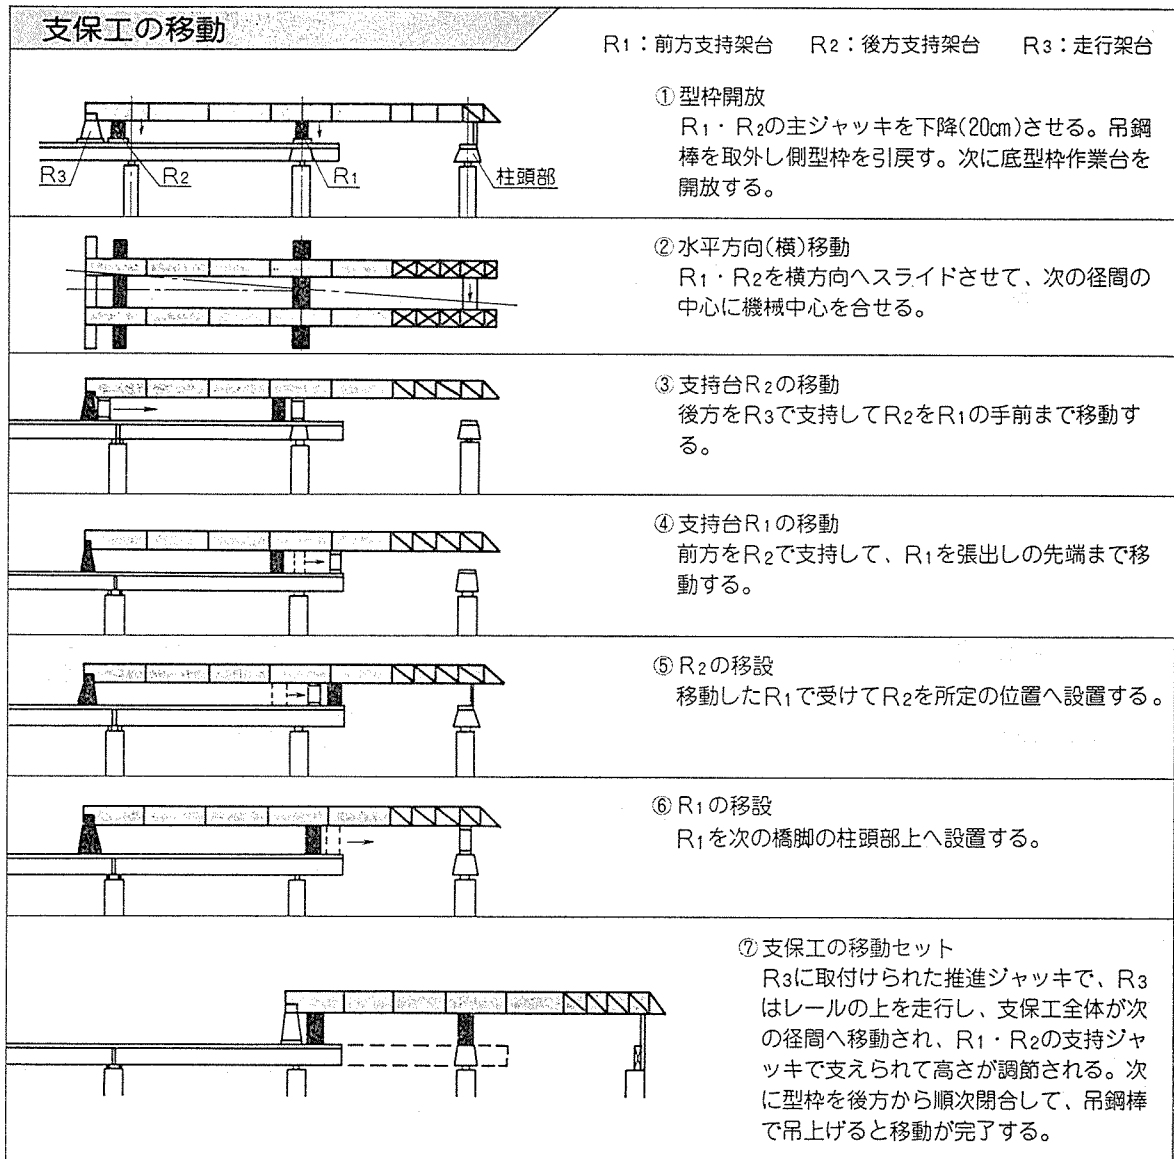 支保工の移動
R1：前方支持架台　R2：後方支持架台　R3：走行架台
R3
R2
R1
柱頭部
① 型枠開放
R1・R2の主ジャッキを下降(20㎝)させる。吊鋼
棒を取外し側型枠を引戻す。次に底型枠作業台を
開放する。
② 水平方向(横)移動
R1・R2を横方向へスライドさせて、次の径間の
中心に機械中心を合せる。
③ 支持台R2の移動
後方をR3で支持してR2をR1の手前まで移動す
る。
④ 支持台R1の移動
前方をR2で支持して、R1を張出しの先端まで移
動する。
⑤ R2の移設
移動したR1で受けてR2を所定の位置へ設置する。
⑥ R1の移設
R1を次の橋脚の柱頭部上へ設置する。
⑦ 支保工の移動セット
R3に取付けられた推進ジャッキで、R3
はレールの上を走行し、支保工全体が次
の径間へ移動され、R1・R2の支持ジャ
ッキで支えられて高さが調節される。次
に型枠を後方から順次閉合して、吊鋼棒
で吊上げると移動が完了する。